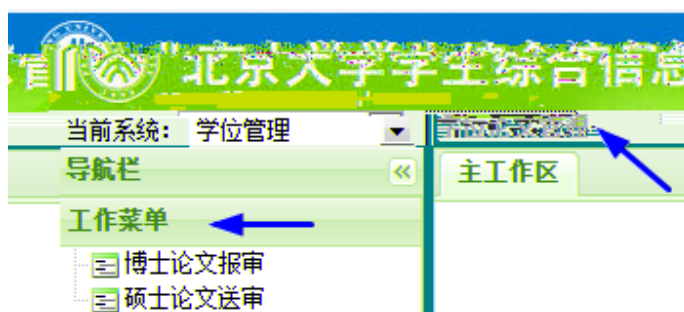 北京大学学生综合信息
当前系统： 学位管理
导航栏
主工作区
工作菜单
博士论文报审
硕士论文送审